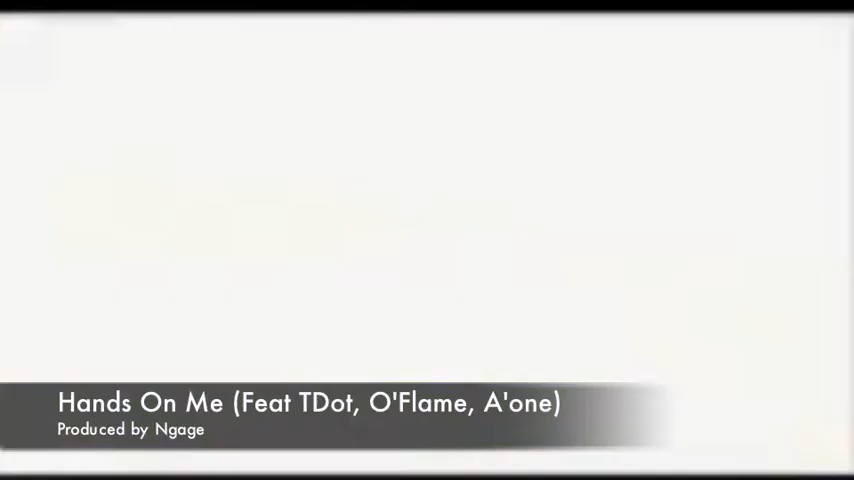 Hands On Me (Feat TDot, O'Flame, A'one)
Produced by Ngage